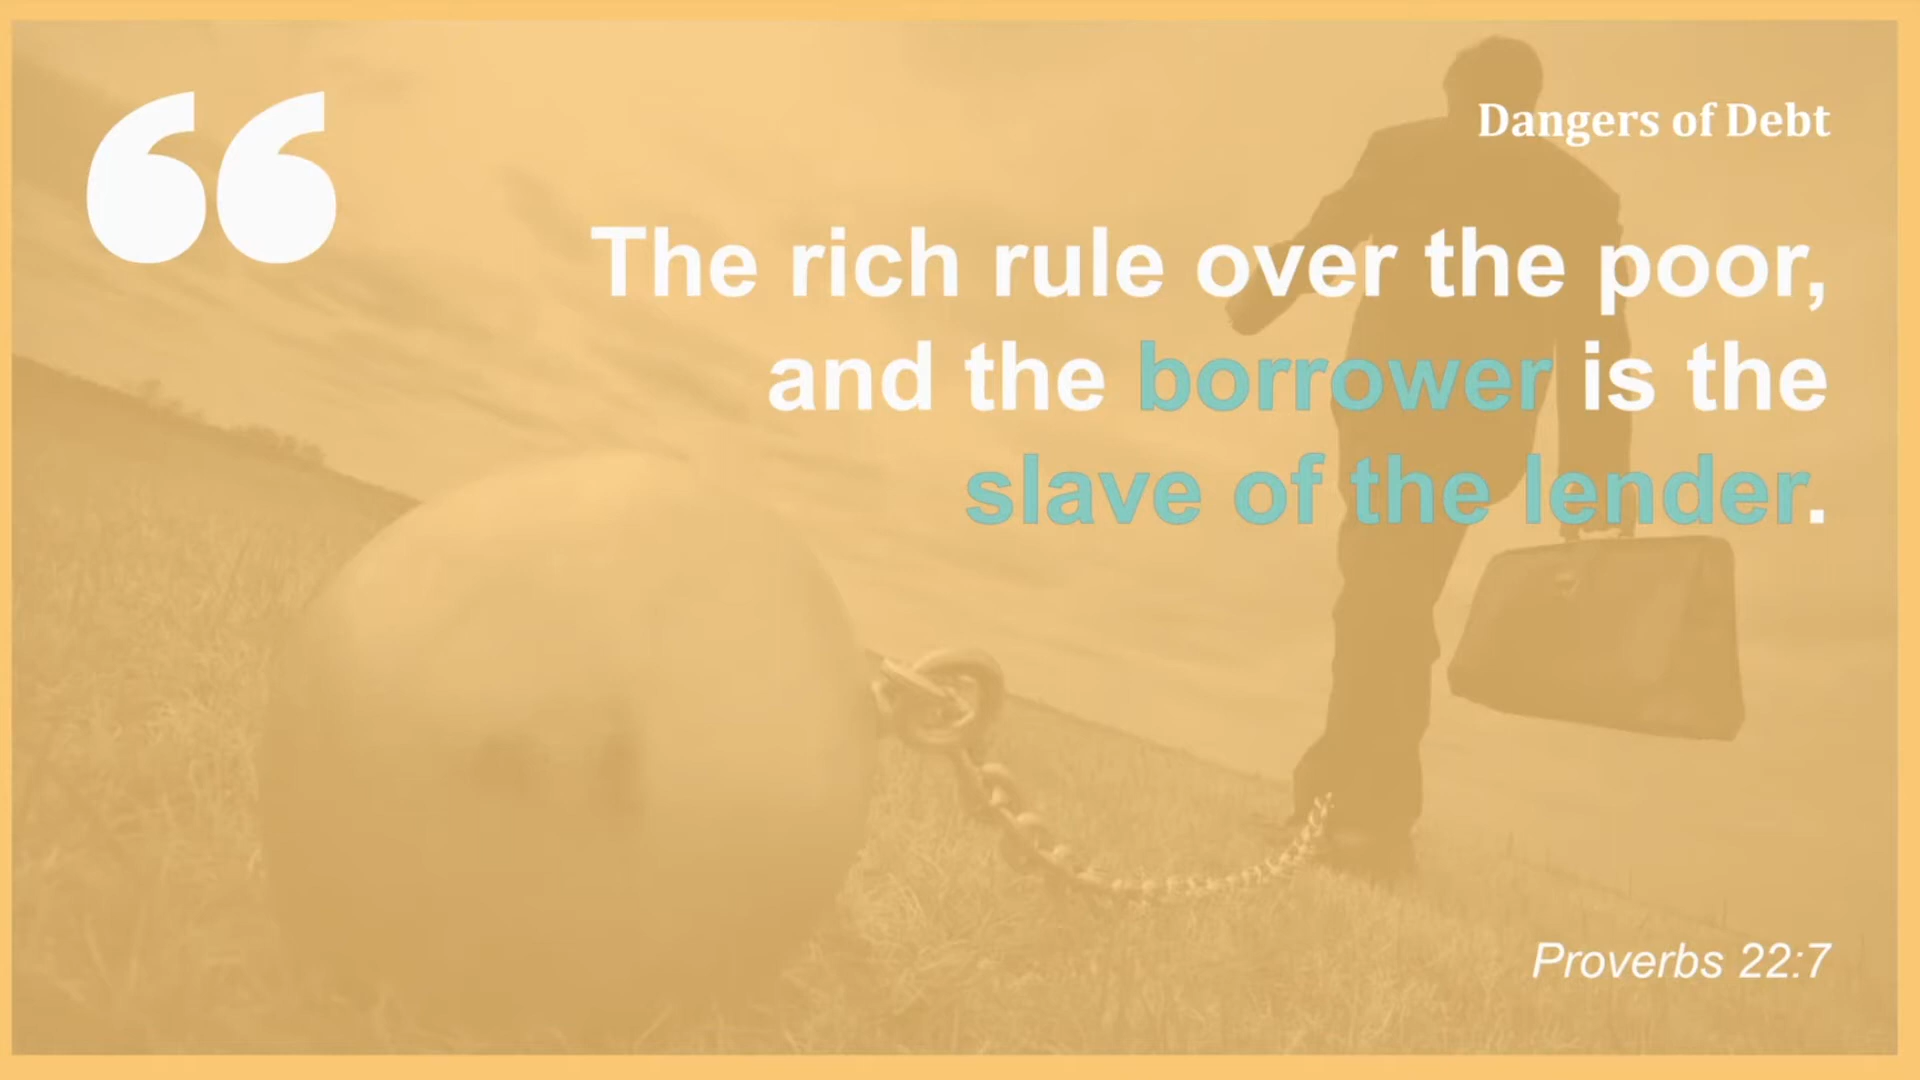 “
Dangers of Debt
The rich rule over the poor,
and the borrower is the
slave of the lender.
Proverbs 22:7